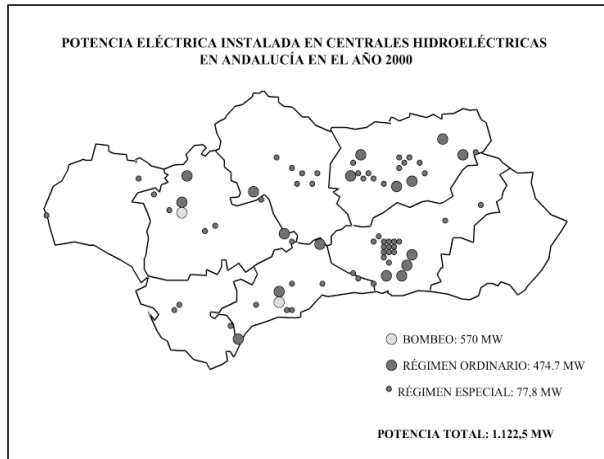 POTENCIA ELÉCTRICA INSTALADA EN CENTRALES HIDROELÉCTRICAS
EN ANDALUCÍA EN EL AÑO 2000
BOMBEO: 570 MW
RÉGIMEN ORDINARIO: 474.7 MW
RÉGIMEN ESPECIAL: 77,8 MW
POTENCIA TOTAL: 1.122,5 MW